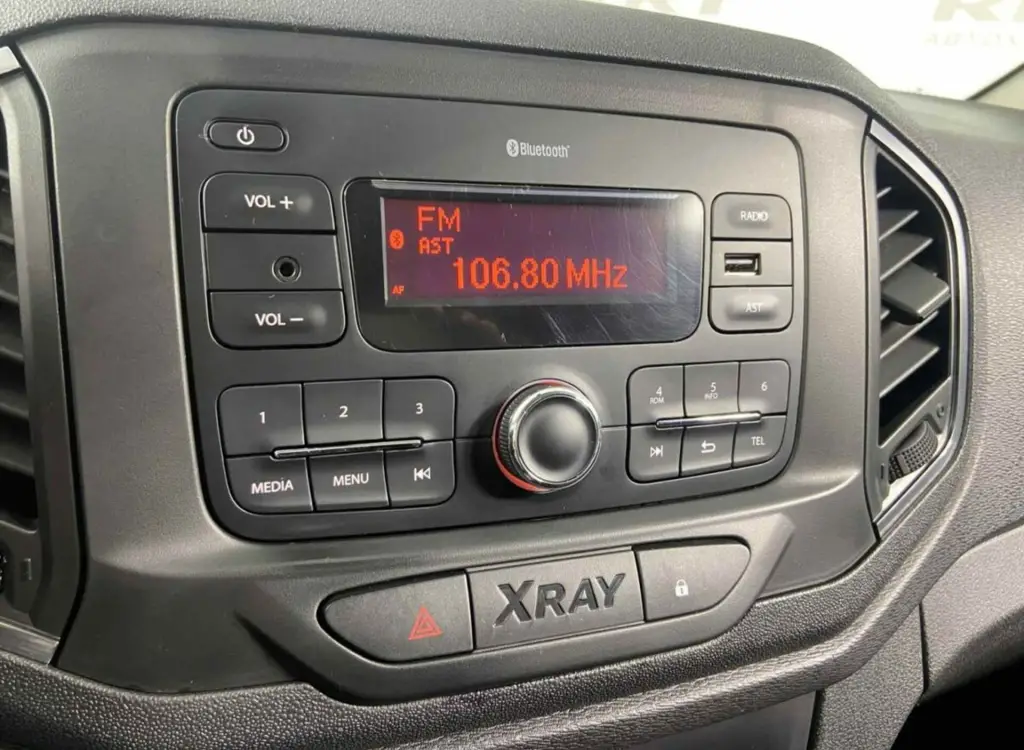 Bluetooth
VOL +
FM
AST
106.80 MHz
AF
VOL −
RADIO
AST
1
2
3
MEDIA
MENU
4
RDM
5
INFO
6
TEL
XRAY